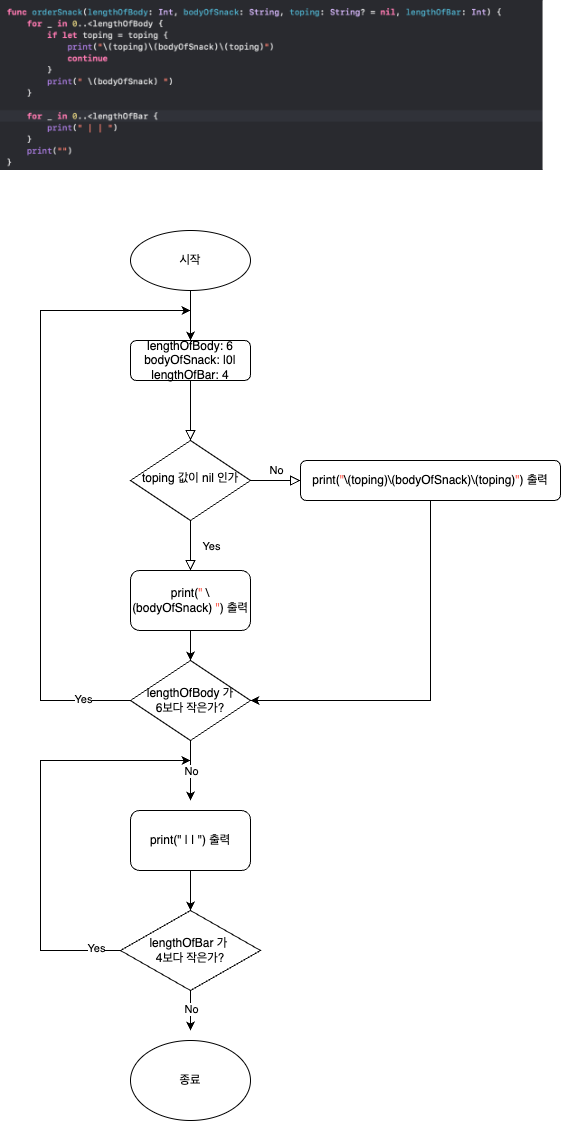 func orderSnack(lengthOfBody: Int, bodyOfSnack: String, toping: String? = nil, lengthOfBar: Int) {
for _ in 0..<lengthOfBody {
if let toping = toping {
print("\(toping)\(bodyOfSnack)\(toping)")
continue
}
print(" \(bodyOfSnack) ")
}
for _ in 0..<lengthOfBar {
print(" | | ")
}
print("")
}
시작
lengthOfBody: 6
bodyOfSnack: |0|
lengthOfBar: 4
toping 값이 nil 인가
No
print("\(toping)\(bodyOfSnack)\(toping)") 출력
Yes
print(" \
(bodyOfSnack) ") 출력
lengthOfBody 가
6보다 작은가?
Yes
No
print(" | | ") 출력
lengthOfBar 가
4보다 작은가?
Yes
No
종료